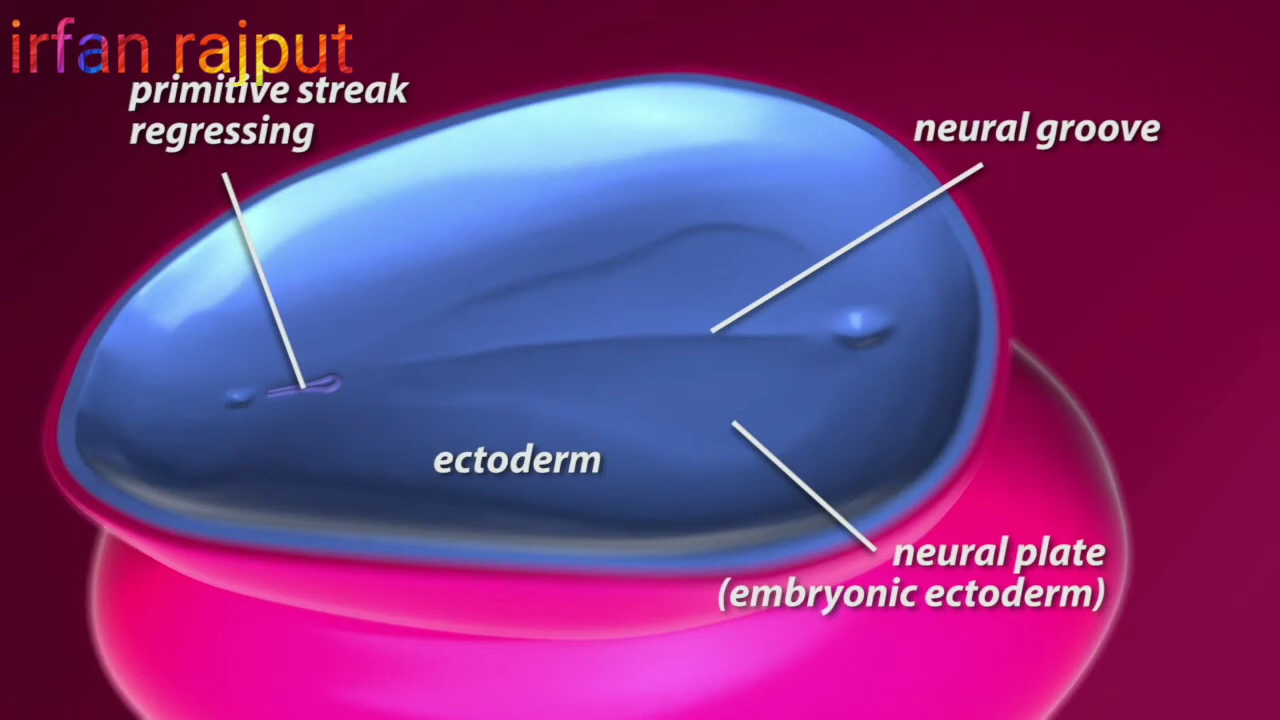 irfan rajput
primitive streak
regressing
neural groove
ectoderm
neural plate
(embryonic ectoderm)